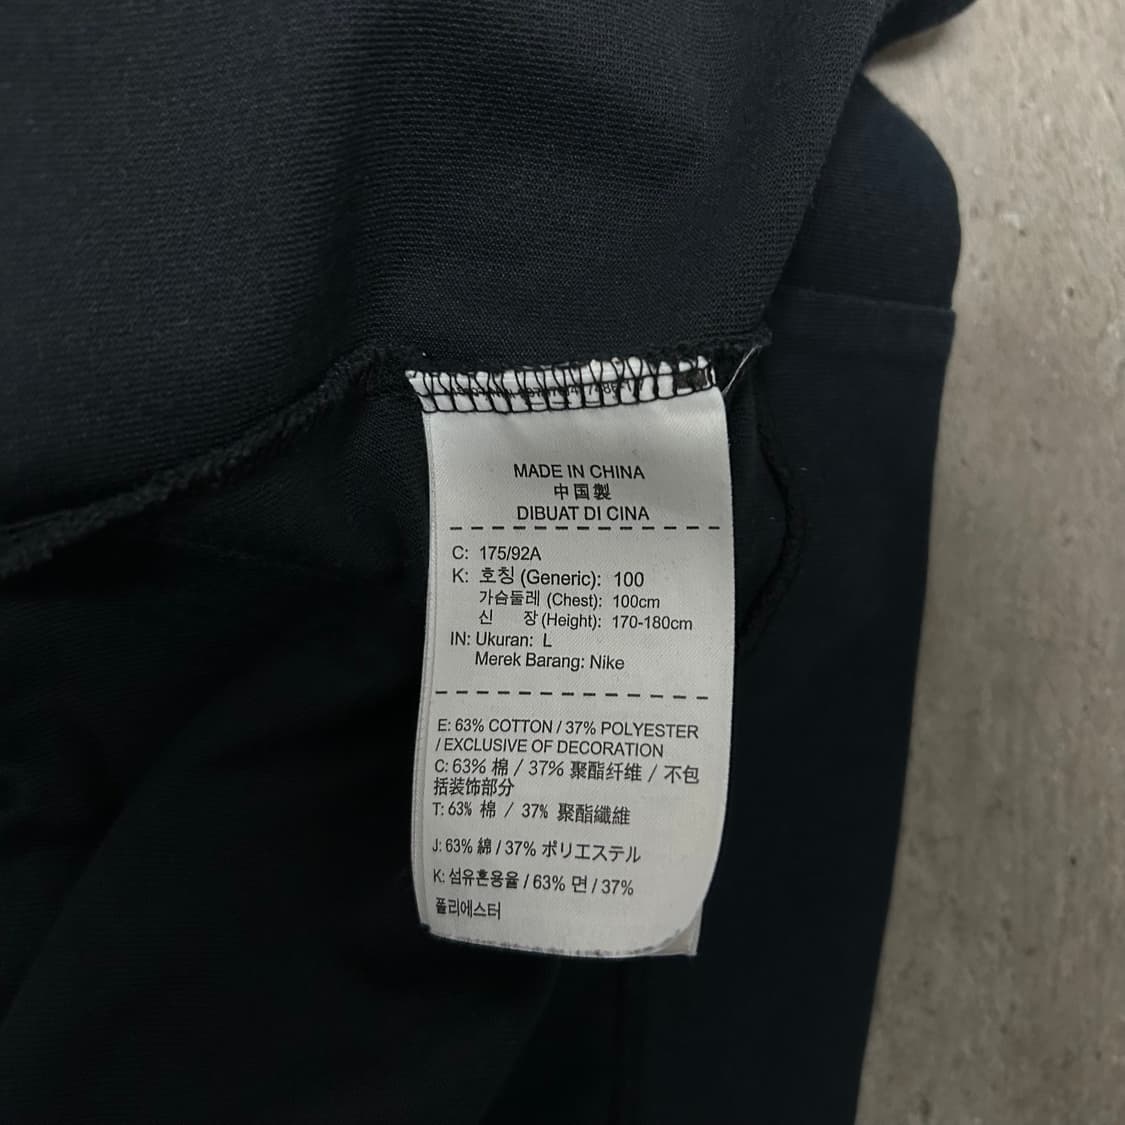 MADE IN CHINA
中国製
DIBUAT DI CINA
C: 175/92A
K: 호칭 (Generic): 100
가슴둘레 (Chest): 100cm
신 장 (Height): 170-180cm
IN: Ukuran: L
Merek Barang: Nike
E: 63% COTTON / 37% POLYESTER
/ EXCLUSIVE OF DECORATION
C: 63% 棉 / 37% 聚酯纤维 / 不包
括装饰部分
T: 63% 棉 / 37% 聚酯纖維
J: 63% 綿 / 37% ポリエステル
K: 섬유혼용율 / 63% 면 / 37%
폴리에스터